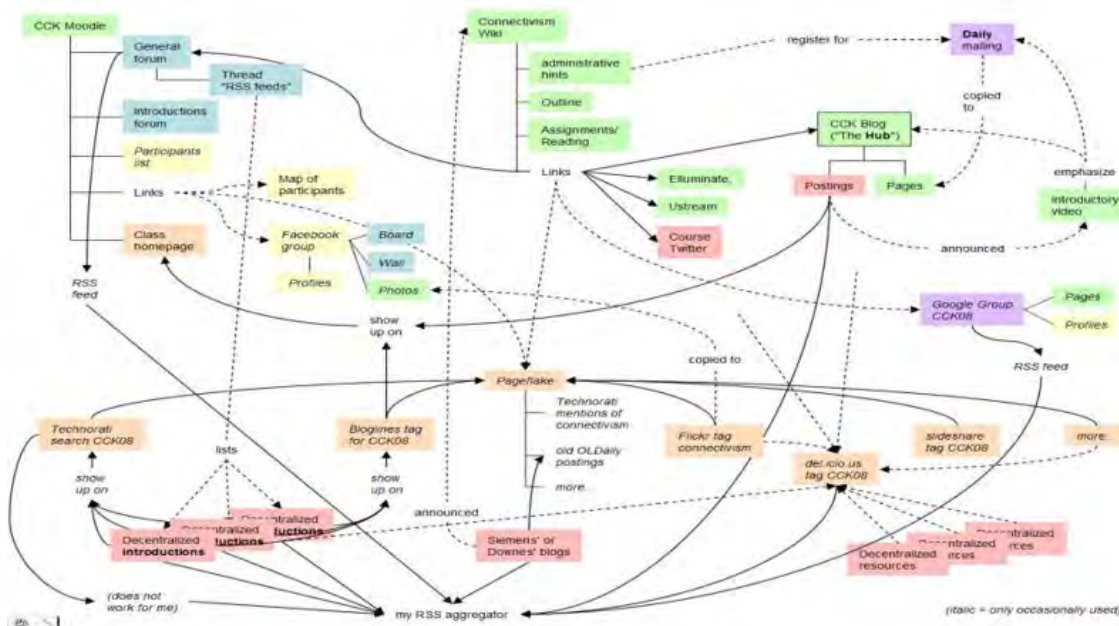 CCK Moodle
General
forum
Thread
"RSS feeds"
Introductions
forum
Participants
list
Links
Map of
participants
Class
homepage
Facebook
group
Board
Wall
Photos
Profiles
RSS
feed
show
up on
Connectivism
Wiki
administrative
hints
Outline
Assignments/
Reading
Links
Elluminate,
Ustream
Course
Twitter
register for
Daily
mailing
copied
to
CCK Blog
("The Hub")
Postings
Pages
emphasize
introductory
video
announced
Google Group
CCK08
Pages
Profiles
copied to
RSS feed
Pageflake
Technorati
mentions of
connectivism
old OLDaily
postings
more...
Technorati
search CCK08
lists
Bloglines tag
for CCK08
Flickr tag
connectivism
slideshare
tag CCK08
more...
del.icio.us
tag CCK08
show
up on
show
up on
announced
Decentralized
introductions
Siemens' or
Downes' blogs
Decentralized
resources
(does not
work for me)
my RSS aggregator
(italic = only occasionally used)